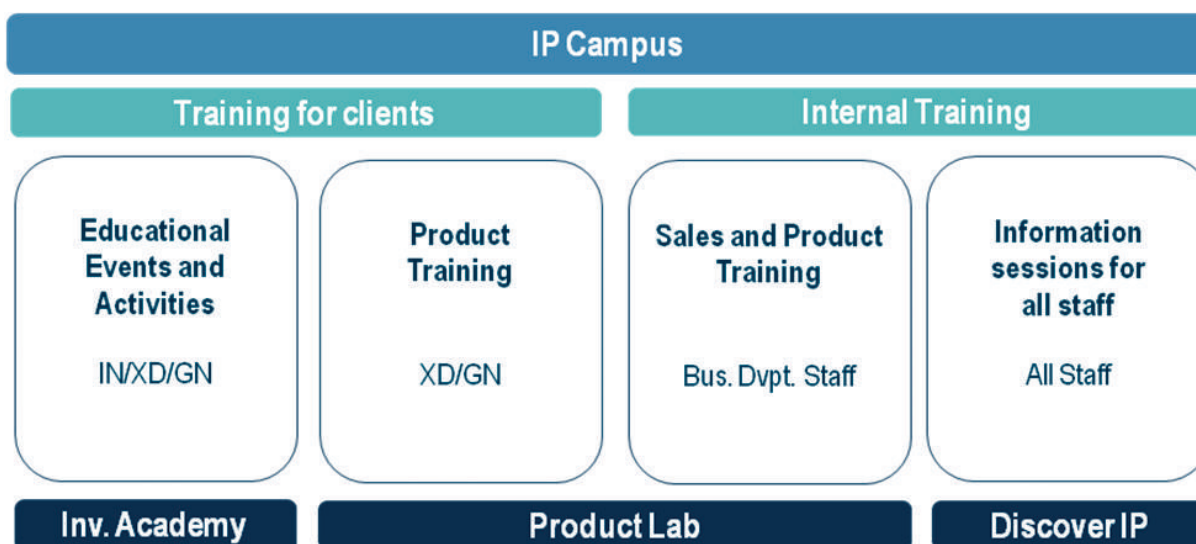 IP Campus
Training for clients
Internal Training
Educational
Events and
Activities
IN/XD/GN
Product
Training
XD/GN
Sales and Product
Training
Bus. Dvpt. Staff
Information
sessions for
all staff
All Staff
Inv. Academy
Product Lab
Discover IP